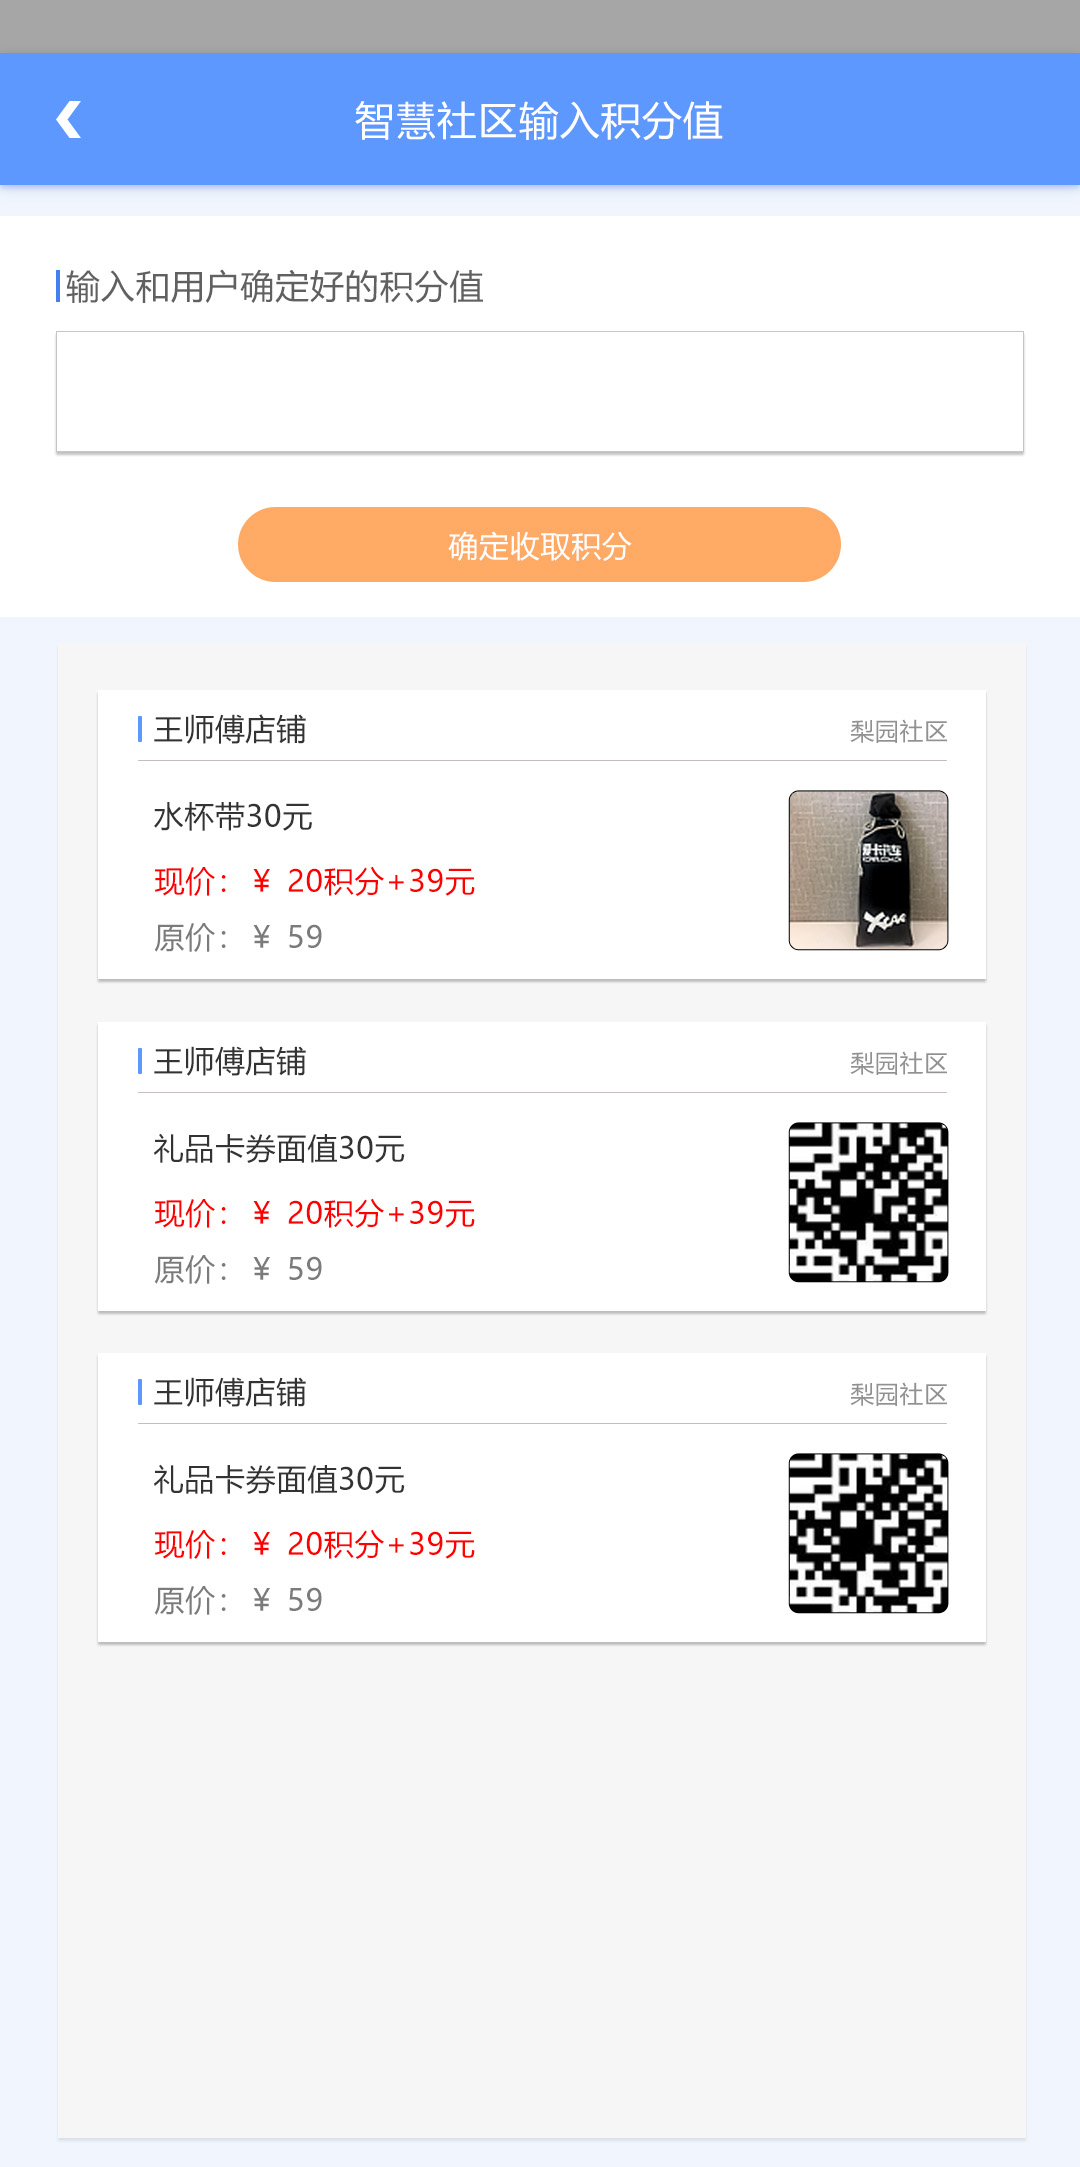 智慧社区输入积分值
输入和用户确定好的积分值
确定收取积分
王师傅店铺 梨园社区
水杯带30元
现价：￥ 20积分+39元
原价：￥ 59
爱卡汽车
XCAR
王师傅店铺 梨园社区
礼品卡券面值30元
现价：￥ 20积分+39元
原价：￥ 59
王师傅店铺 梨园社区
礼品卡券面值30元
现价：￥ 20积分+39元
原价：￥ 59